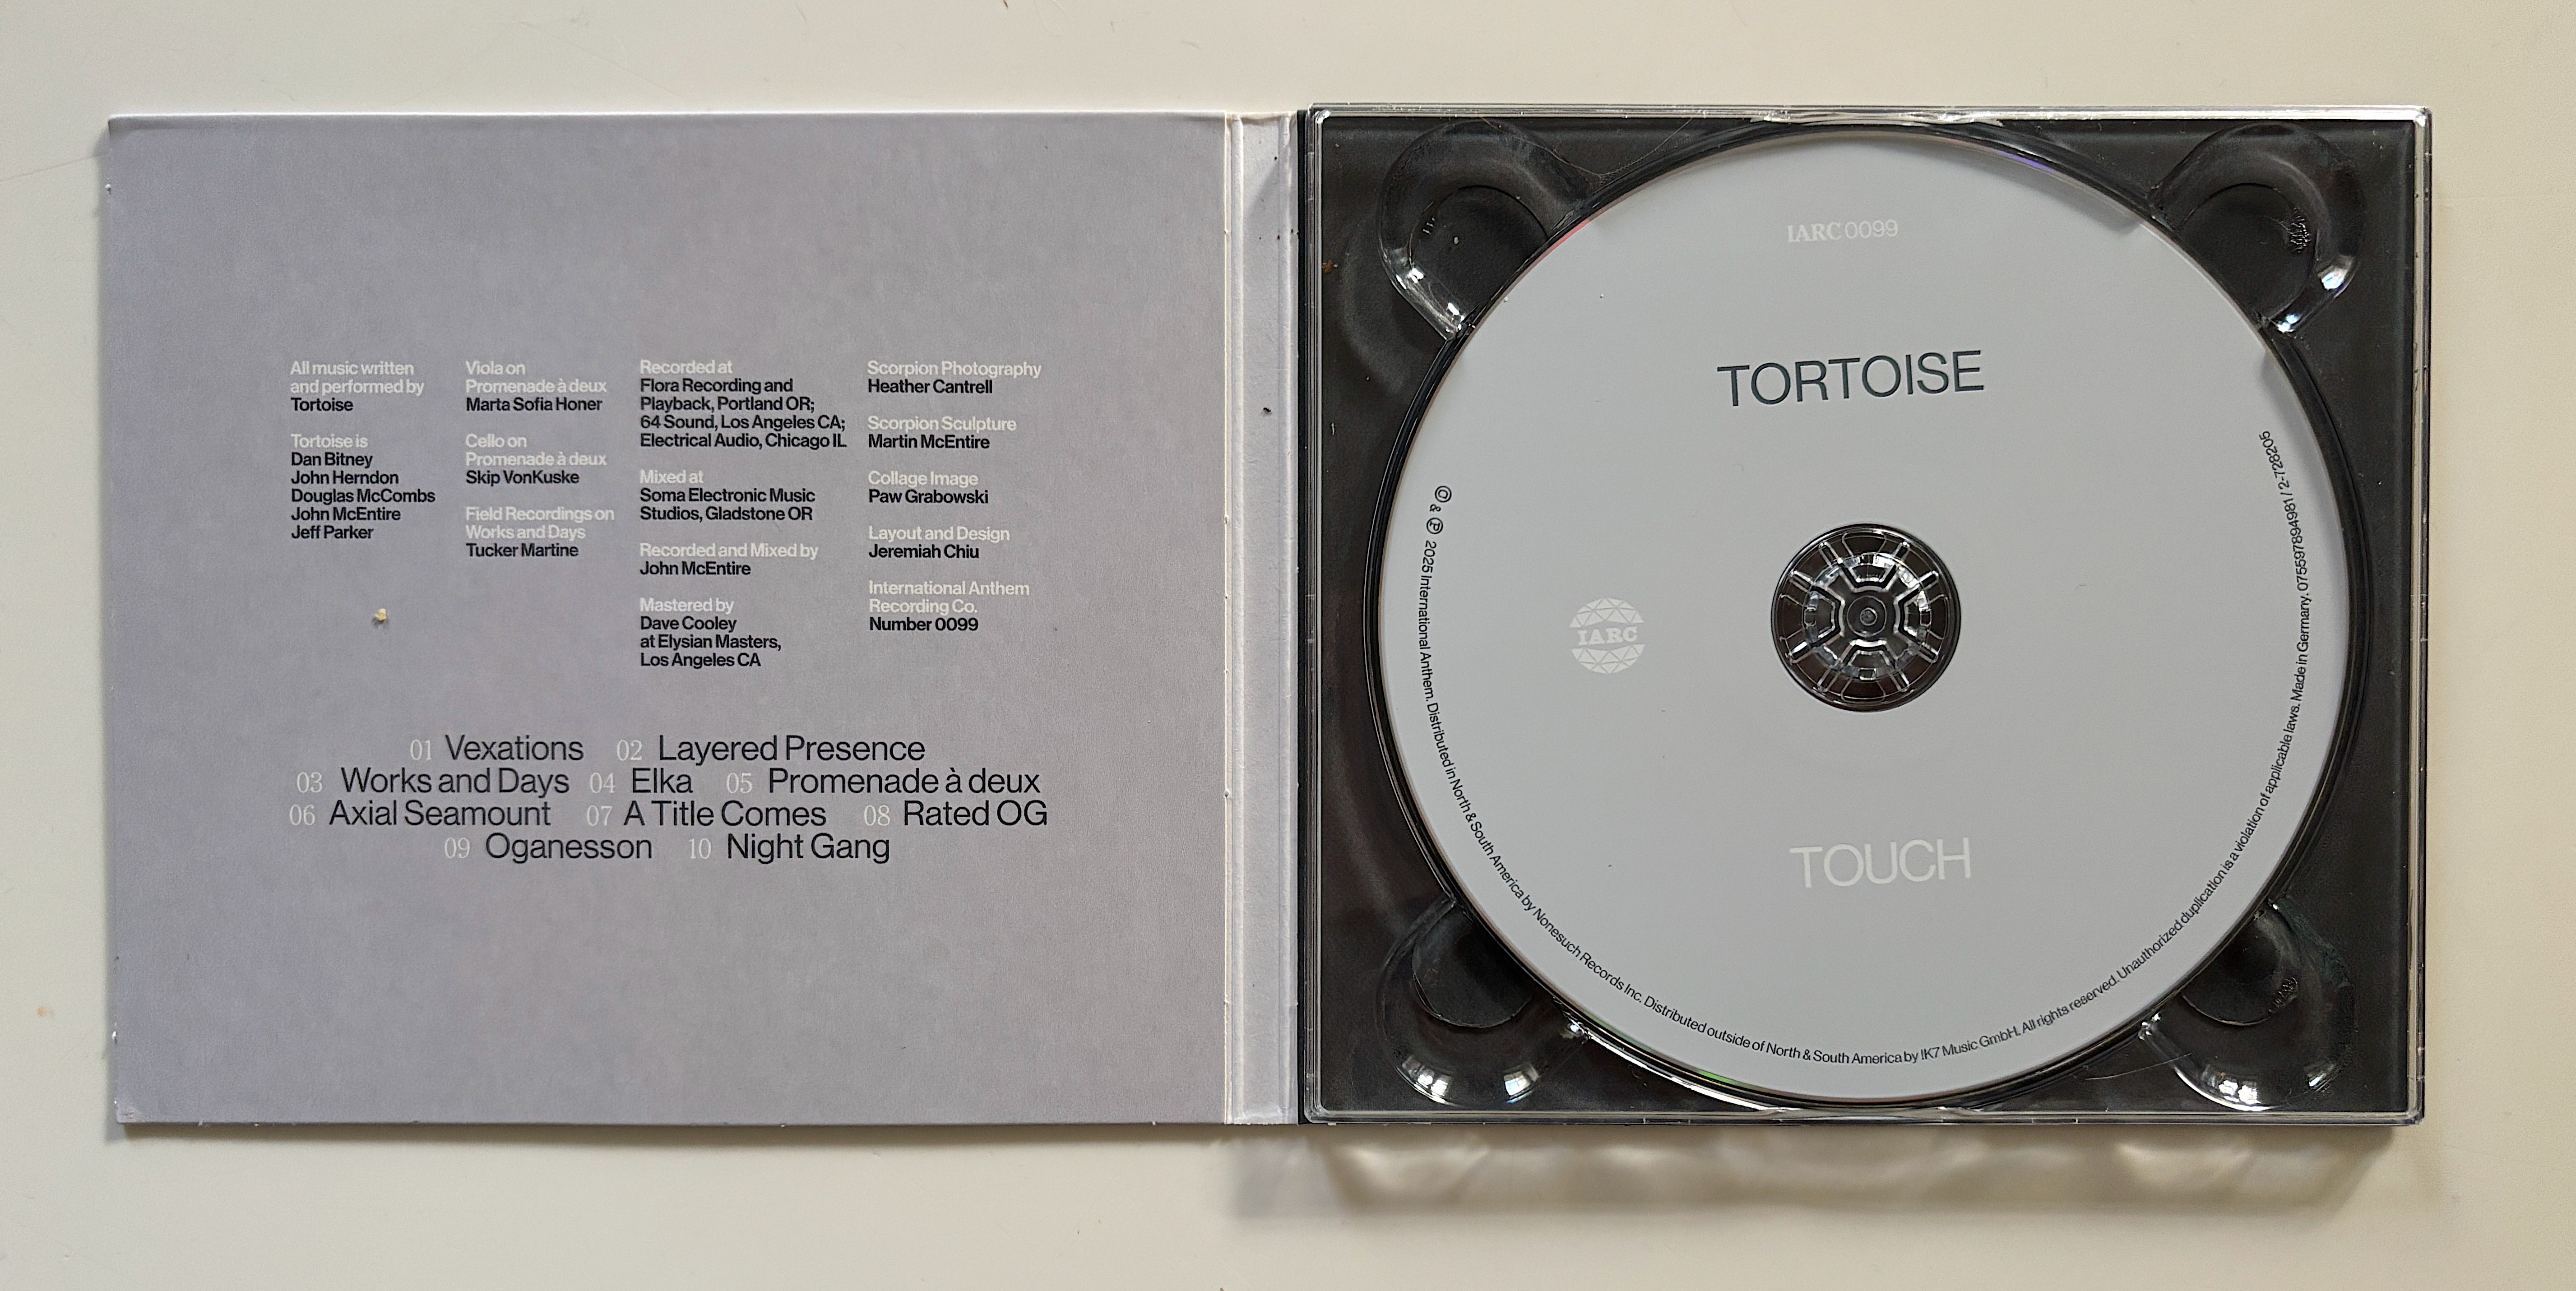 All music written
and performed by
Tortoise
Tortoise is
Dan Bitney
John Herndon
Douglas McCombs
John McEntire
Jeff Parker
Viola on
Promenade à deux
Marta Sofia Honer
Cello on
Promenade à deux
Skip VonKuske
Field Recordings on
Works and Days
Tucker Martine
Recorded at
Flora Recording and
Playback, Portland OR;
64 Sound, Los Angeles CA;
Electrical Audio, Chicago IL
Mixed at
Soma Electronic Music
Studios, Gladstone OR
Recorded and Mixed by
John McEntire
Mastered by
Dave Cooley
at Elysian Masters,
Los Angeles CA
Scorpion Photography
Heather Cantrell
Scorpion Sculpture
Martin McEntire
Collage Image
Paw Grabowski
Layout and Design
Jeremiah Chiu
International Anthem
Recording Co.
Number 0099
01 Vexations 02 Layered Presence
03 Works and Days 04 Elka 05 Promenade à deux
06 Axial Seamount 07 A Title Comes 08 Rated OG
09 Oganesson 10 Night Gang
IARC 0099
TORTOISE
IARC
TOUCH
© & ℗ 2025 International Anthem. Distributed in North & South America by Nonesuch Records Inc. Distributed outside of North & South America by !K7 Music GmbH. All rights reserved. Unauthorized duplication is a violation of applicable laws. Made in Germany. 075597894981 / 2-728205